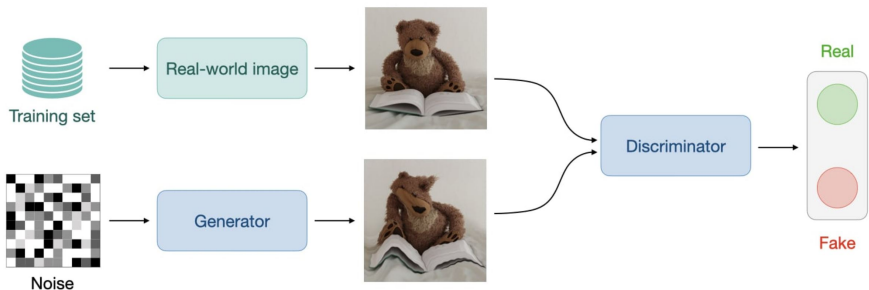 Training set
Real-world image
Noise
Generator
Discriminator
Real
Fake